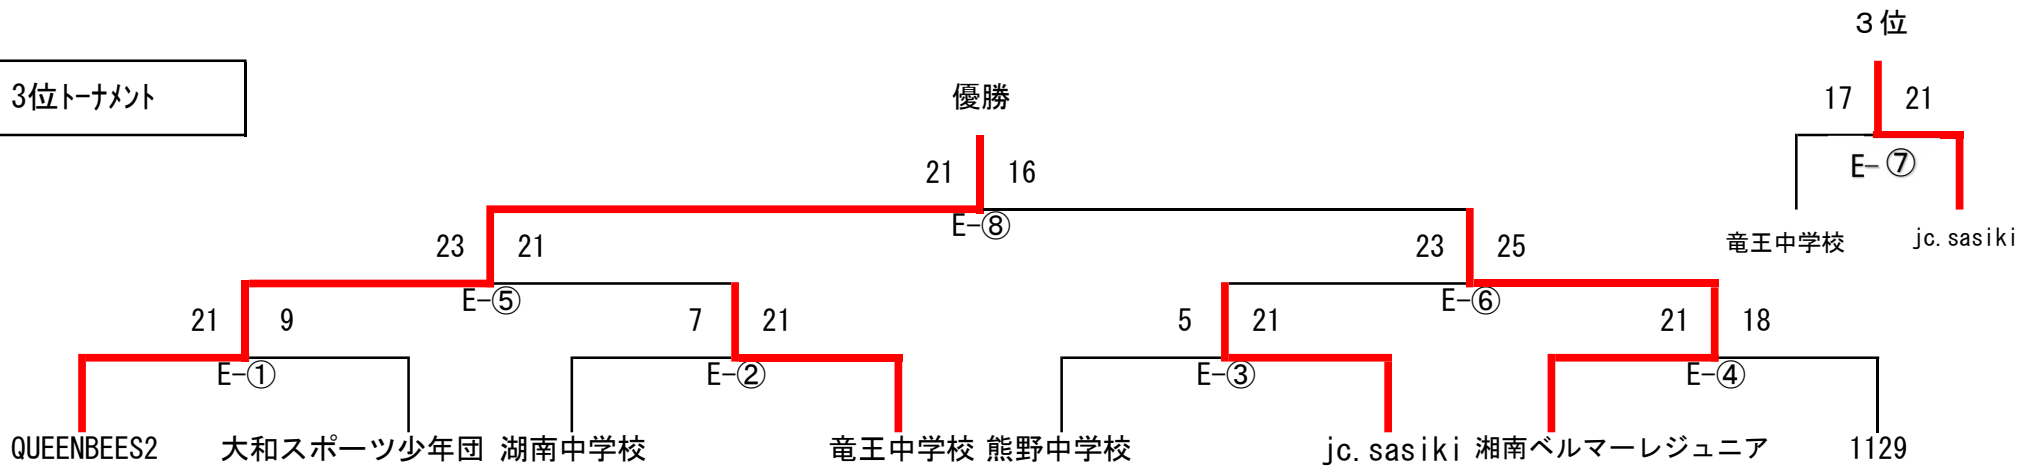 ３位
3位トーナメント
優勝
17 21
E-⑦
21 16
E-⑧
竜王中学校 jc.sasiki
23 21
23 25
E-⑤
E-⑥
21 9
7 21
5 21
21 18
E-①
E-②
E-③
E-④
QUEENBEES2 大和スポーツ少年団 湖南中学校 竜王中学校 熊野中学校 jc.sasiki 湘南ベルマーレジュニア 1129